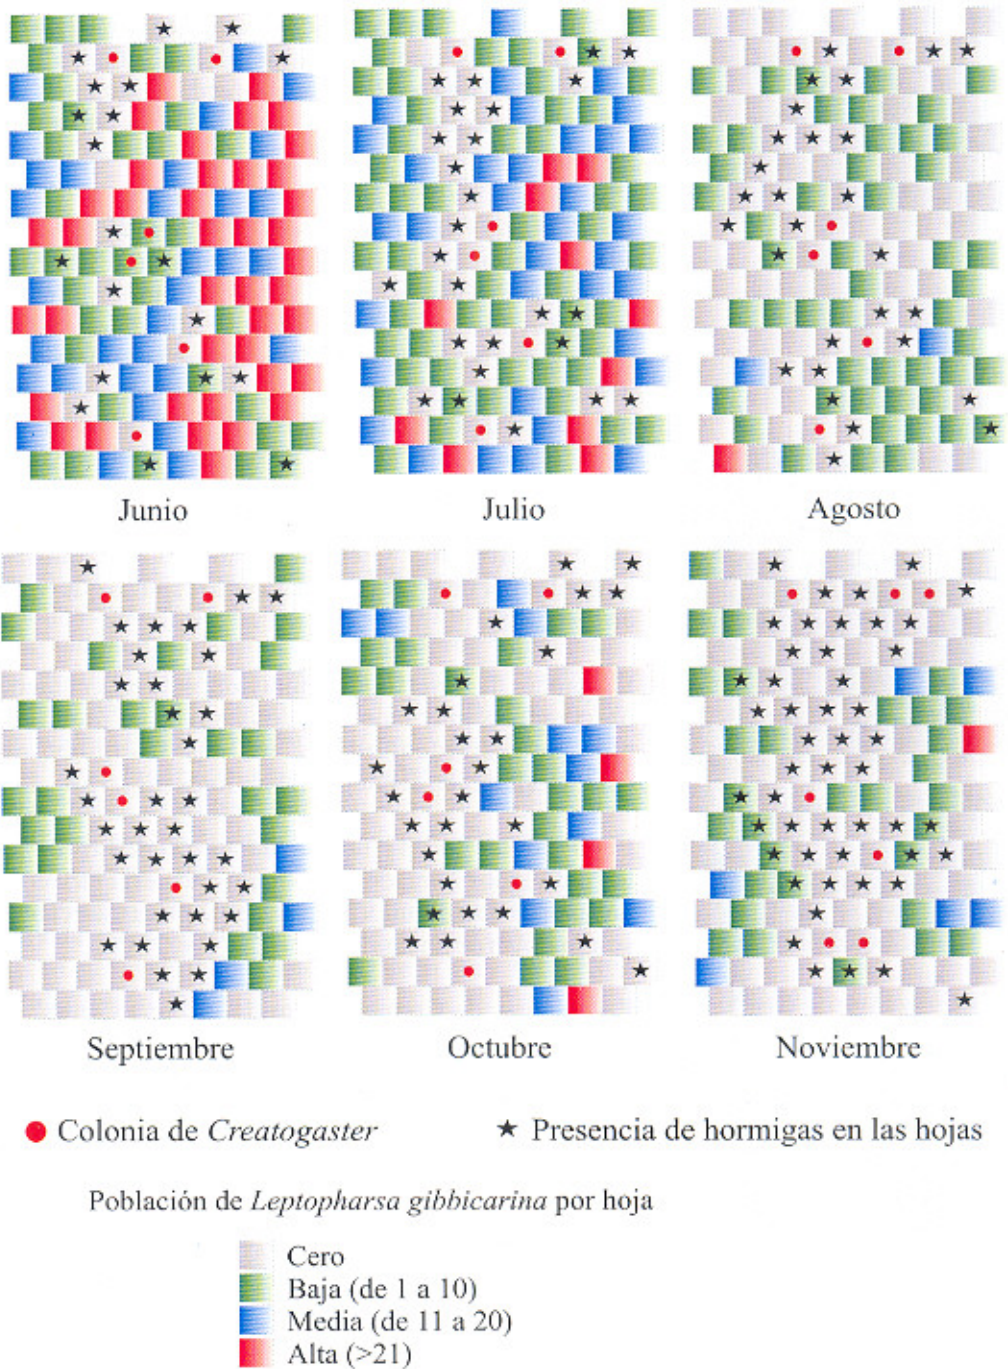 Junio
Julio
Agosto
Septiembre
Octubre
Noviembre
Colonia de Creatogaster
Presencia de hormigas en las hojas
Población de Leptopharsa gibbicarina por hoja
Cero
Baja (de 1 a 10)
Media (de 11 a 20)
Alta (>21)